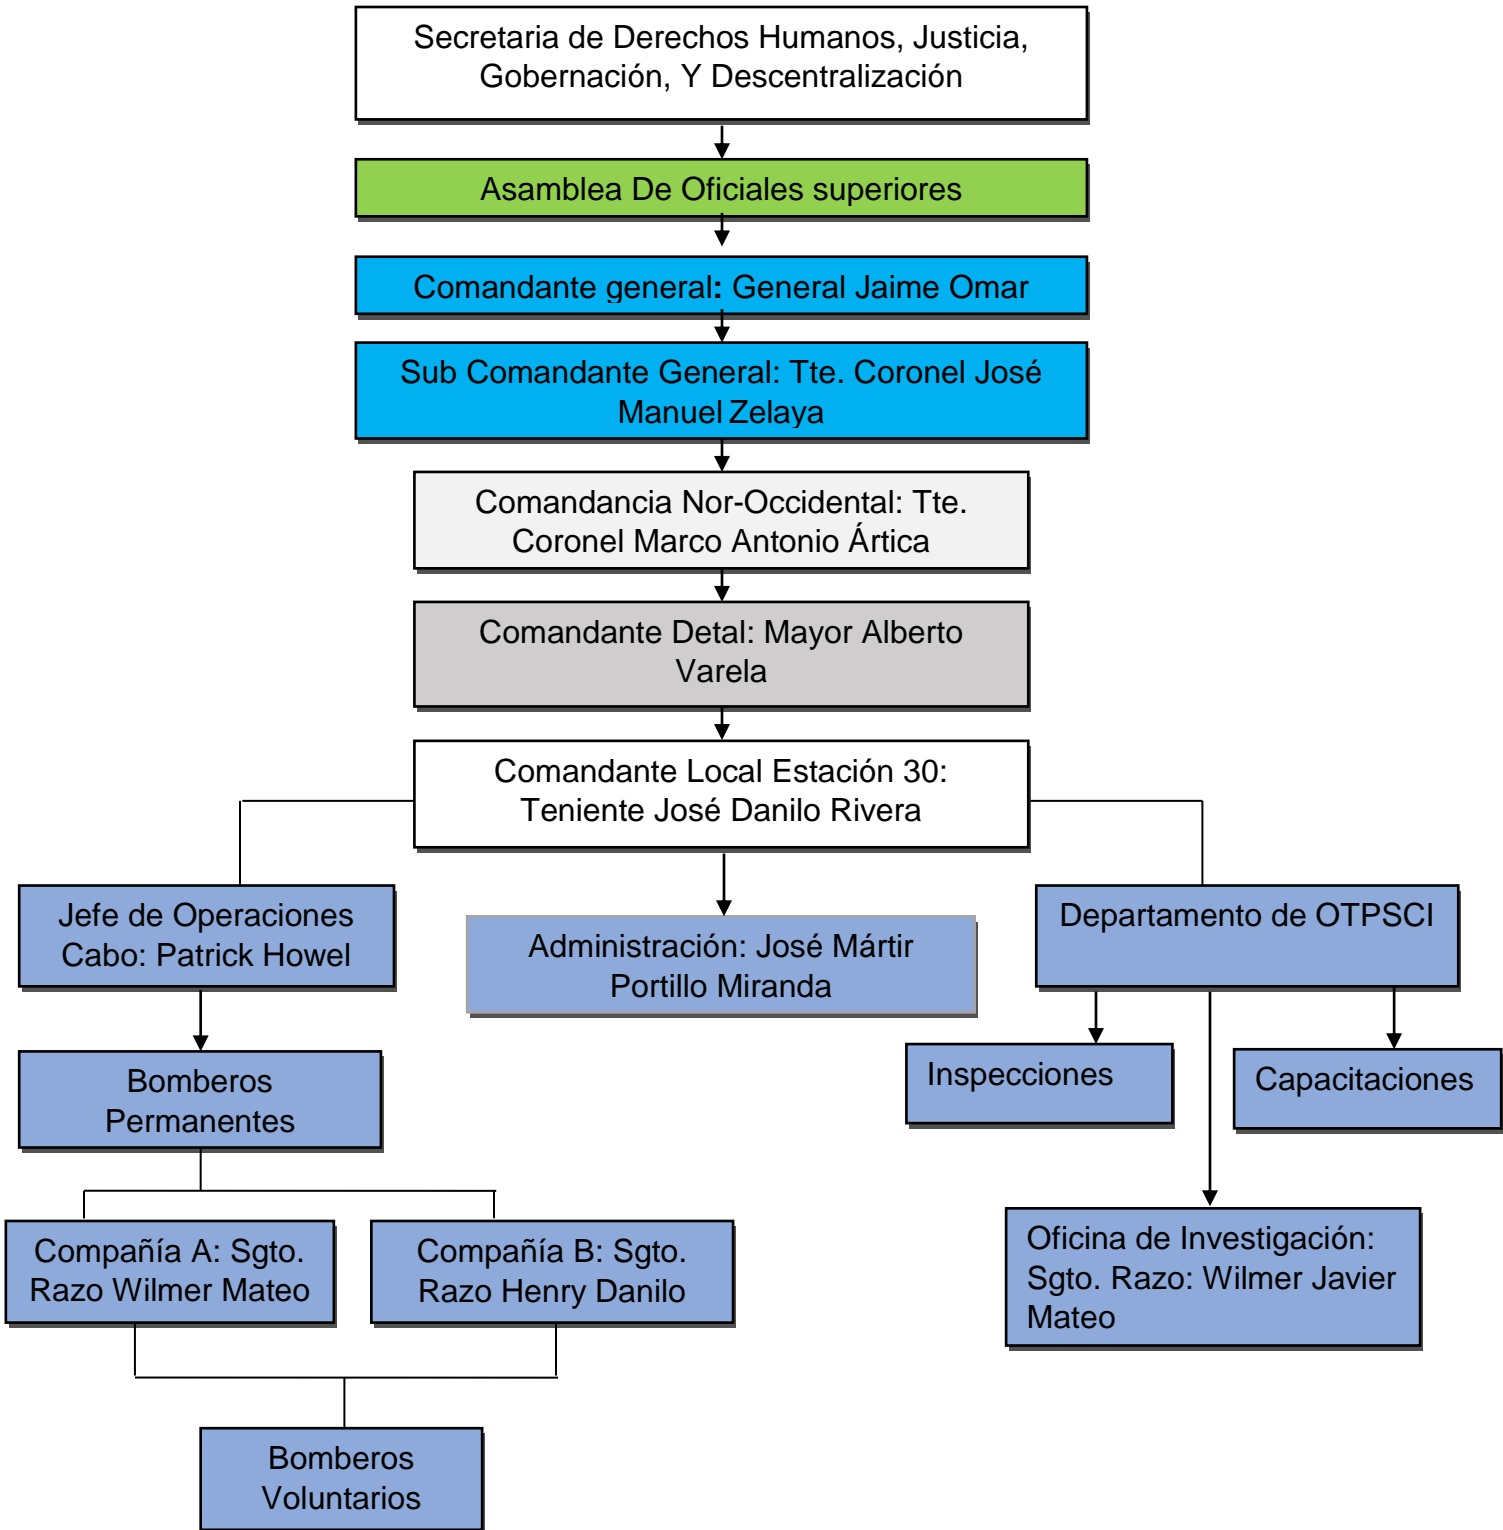 Secretaria de Derechos Humanos, Justicia,
Gobernación, Y Descentralización
Asamblea De Oficiales superiores
Comandante general: General Jaime Omar
Sub Comandante General: Tte. Coronel José
Manuel Zelaya
Comandancia Nor-Occidental: Tte.
Coronel Marco Antonio Ártica
Comandante Detal: Mayor Alberto
Varela
Comandante Local Estación 30:
Teniente José Danilo Rivera
Jefe de Operaciones
Cabo: Patrick Howel
Administración: José Mártir
Portillo Miranda
Departamento de OTPSCI
Bomberos
Permanentes
Inspecciones
Capacitaciones
Compañía A: Sgto.
Razo Wilmer Mateo
Compañía B: Sgto.
Razo Henry Danilo
Oficina de Investigación:
Sgto. Razo: Wilmer Javier
Mateo
Bomberos
Voluntarios